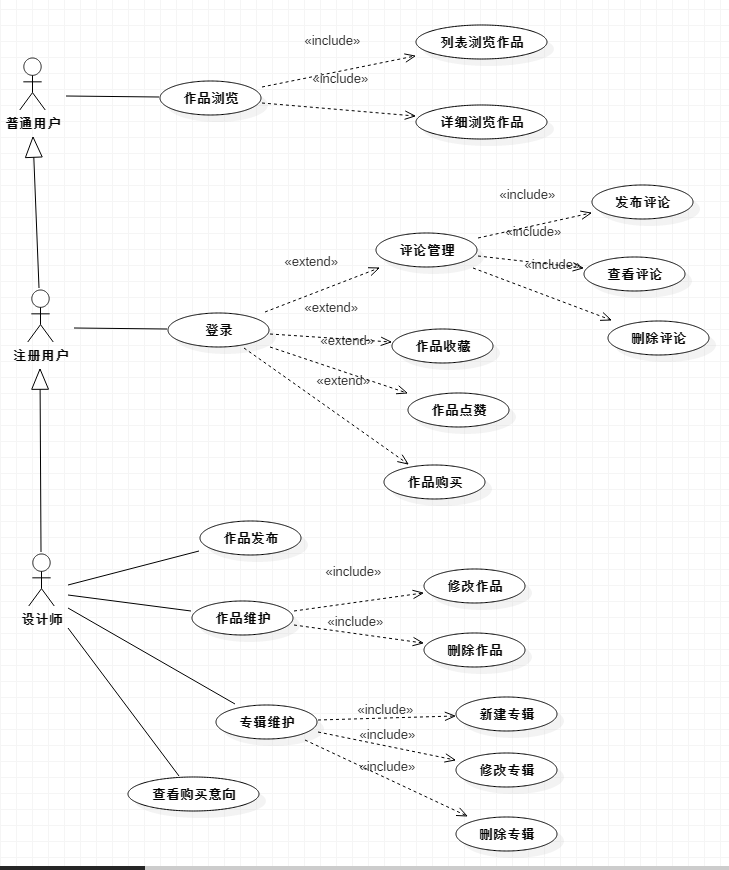 «include»
列表浏览作品
«include»
作品浏览
详细浏览作品
普通用户
«include»
发布评论
«include»
评论管理
«extend»
«include»
查看评论
«extend»
登录
删除评论
«extend»
作品收藏
注册用户
«extend»
作品点赞
作品购买
作品发布
«include»
修改作品
设计师
作品维护
«include»
删除作品
«include»
新建专辑
专辑维护
«include»
«include»
修改专辑
查看购买意向
删除专辑